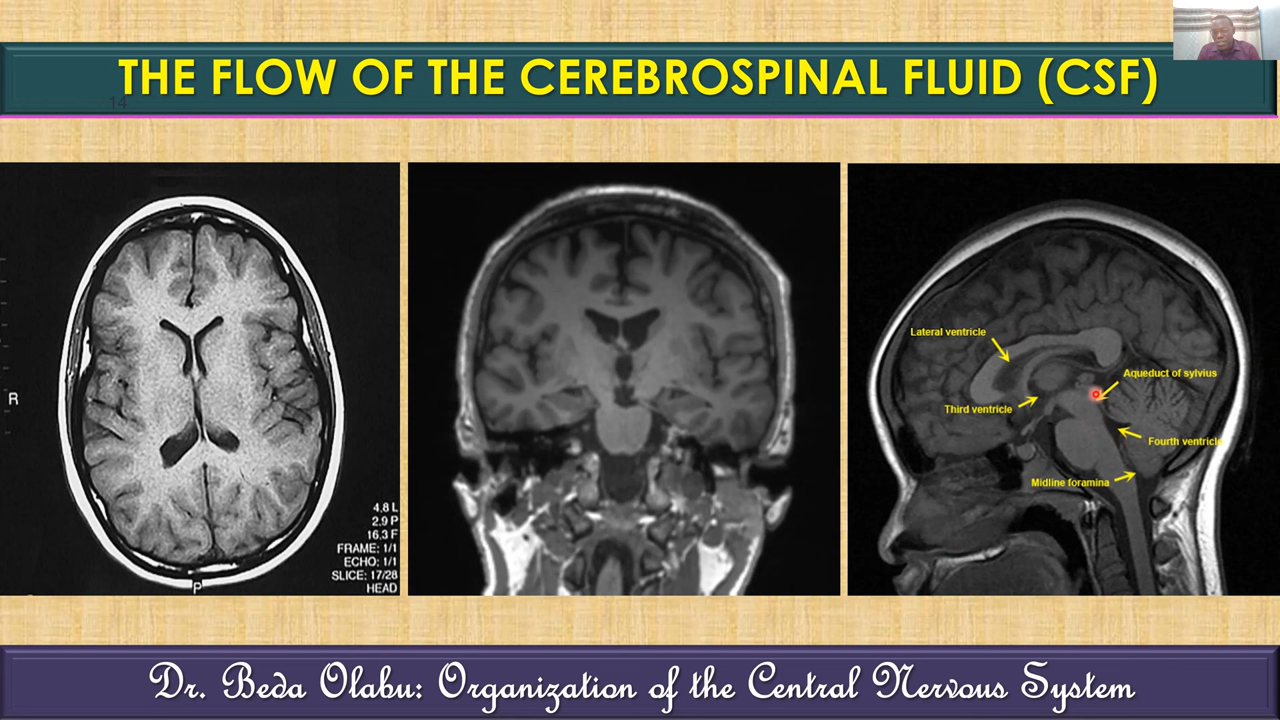 THE FLOW OF THE CEREBROSPINAL FLUID (CSF)
14
R
4.8 L
2.9 P
16.3 F
FRAME: 1/1
ECHO: 1/1
SLICE: 17/28
HEAD
P
Lateral ventricle
Aqueduct of sylvius
Third ventricle
Fourth ventricle
Midline foramina
Dr. Beda Olabu: Organization of the Central Nervous System